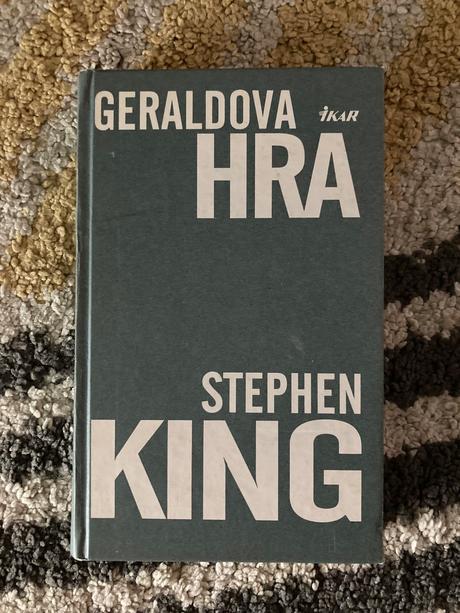 GERALDOVA
IKAR
HRA
STEPHEN
KING